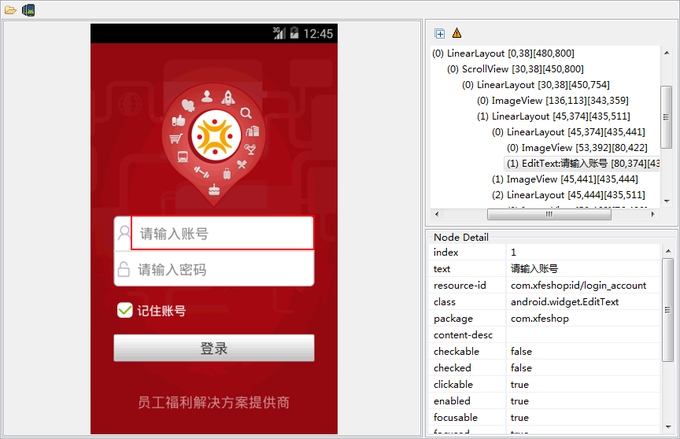 3G 12:45
请输入账号
请输入密码
记住账号
登录
员工福利解决方案提供商
(0) LinearLayout [0,38][480,800]
(0) ScrollView [30,38][450,800]
(0) LinearLayout [30,38][450,754]
(0) ImageView [136,113][343,359]
(1) LinearLayout [45,374][435,511]
(0) LinearLayout [45,374][435,441]
(0) ImageView [53,392][80,422]
(1) EditText:请输入账号 [80,374][43
(1) ImageView [45,441][435,444]
(2) LinearLayout [45,444][435,511]
Node Detail
index 1
text 请输入账号
resource-id com.xfeshop:id/login_account
class android.widget.EditText
package com.xfeshop
content-desc
checkable false
checked false
clickable true
enabled true
focusable true
focused true